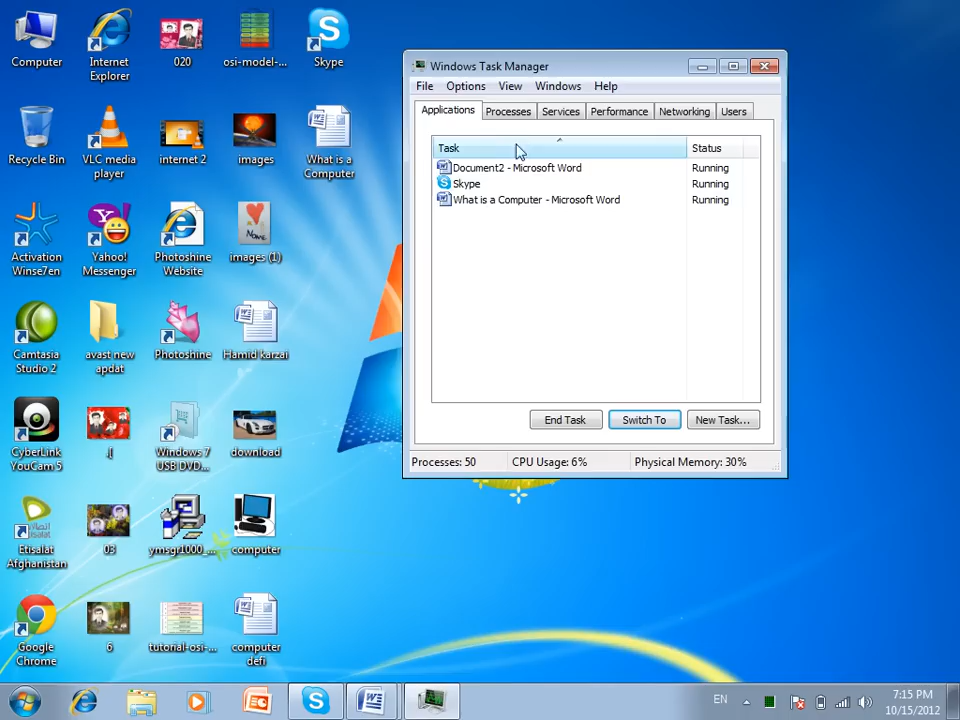 Computer
Internet Explorer
020
osi-model-...
Skype
Recycle Bin
VLC media player
internet 2
images
What is a Computer
Activation Winse7en
Yahoo! Messenger
Photoshine Website
images (1)
Camtasia Studio 2
avast new apdat
Photoshine
Hamid karzai
CyberLink YouCam 5
Windows 7 USB DVD...
download
Etisalat Afghanistan
03
ymsgr1000_...
computer
Google Chrome
6
tutorial-osi-...
computer defi
Windows Task Manager
File Options View Windows Help
Applications Processes Services Performance Networking Users
Task Status
Document2 - Microsoft Word Running
Skype Running
What is a Computer - Microsoft Word Running
End Task Switch To New Task...
Processes: 50 CPU Usage: 6% Physical Memory: 30%
EN
7:15 PM
10/15/2012